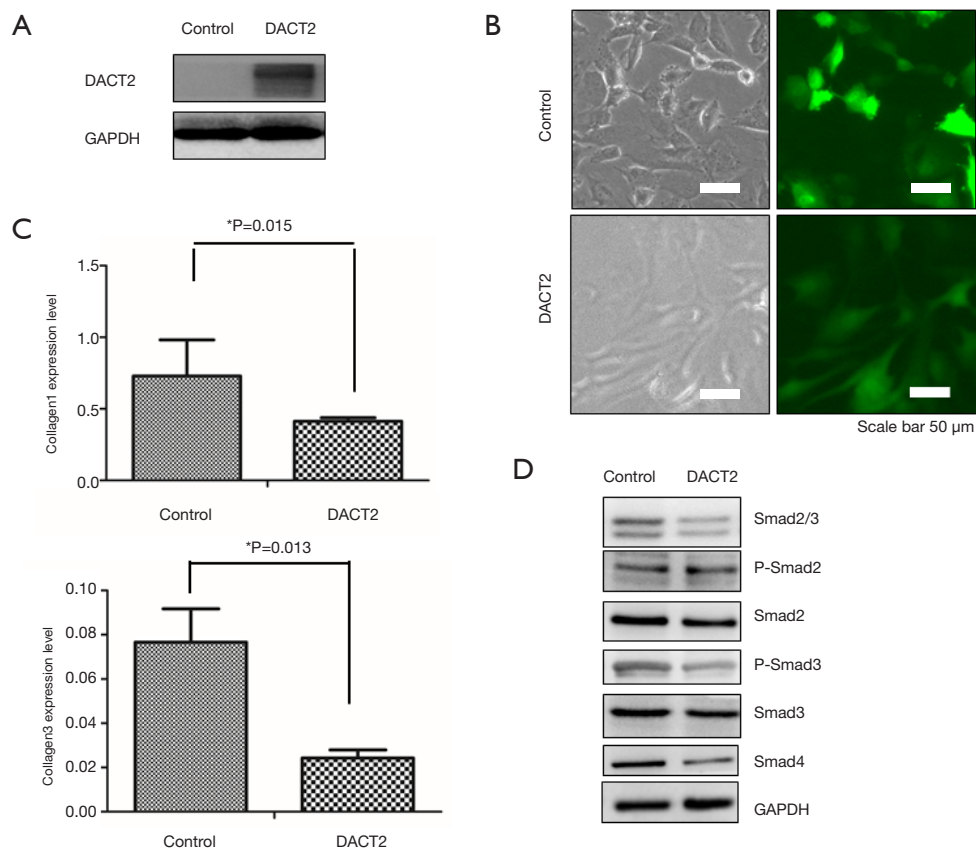 A
Control DACT2
DACT2
GAPDH
B
Control
DACT2
Scale bar 50 µm
C
*P=0.015
Collagen1 expression level
1.5
1.0
0.5
0.0
Control DACT2
*P=0.013
Collagen3 expression level
0.10
0.08
0.06
0.04
0.02
0.00
Control DACT2
D
Control DACT2
Smad2/3
P-Smad2
Smad2
P-Smad3
Smad3
Smad4
GAPDH